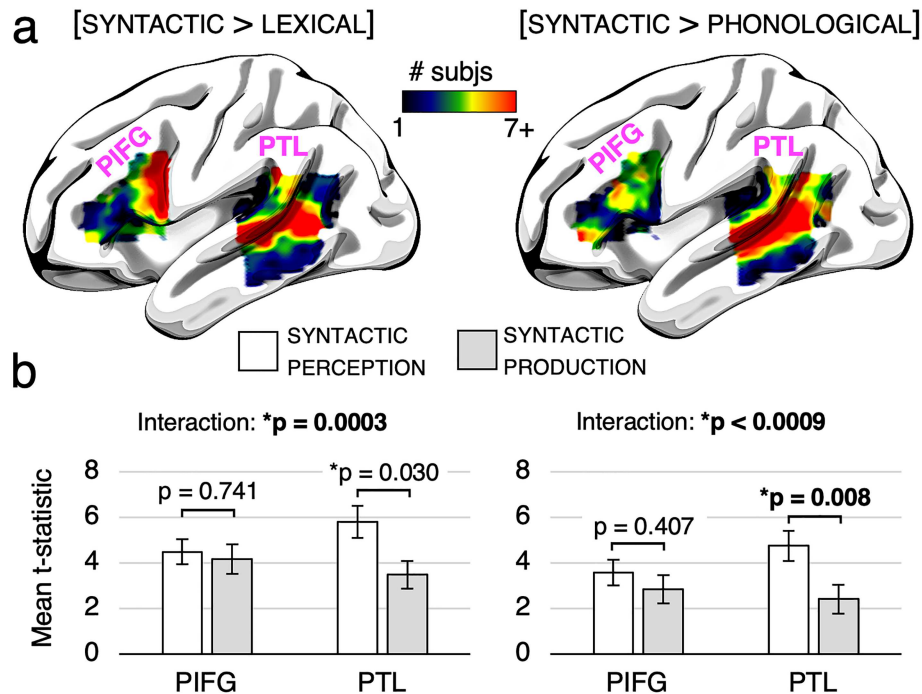 a
[SYNTACTIC > LEXICAL]
[SYNTACTIC > PHONOLOGICAL]
# subjs
1
7+
PIFG
PTL
PIFG
PTL
SYNTACTIC
PERCEPTION
SYNTACTIC
PRODUCTION
b
Interaction: *p = 0.0003
Mean t-statistic
8
6
4
2
0
p = 0.741
*p = 0.030
PIFG
PTL
Interaction: *p < 0.0009
8
6
4
2
0
p = 0.407
*p = 0.008
PIFG
PTL